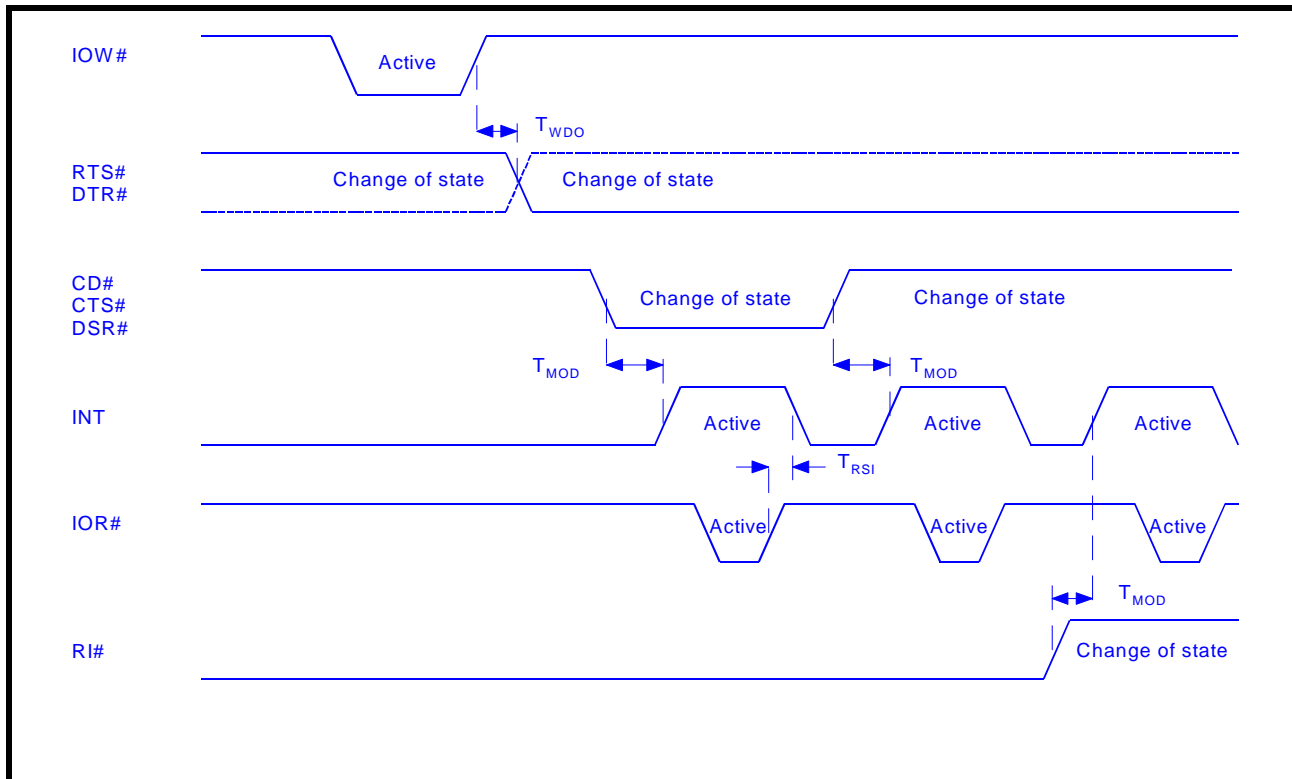 IOW#
Active
TWDO
RTS#
DTR#
Change of state
Change of state
CD#
CTS#
DSR#
Change of state
Change of state
TMOD
TMOD
INT
Active
Active
Active
TRSI
IOR#
Active
Active
Active
TMOD
RI#
Change of state